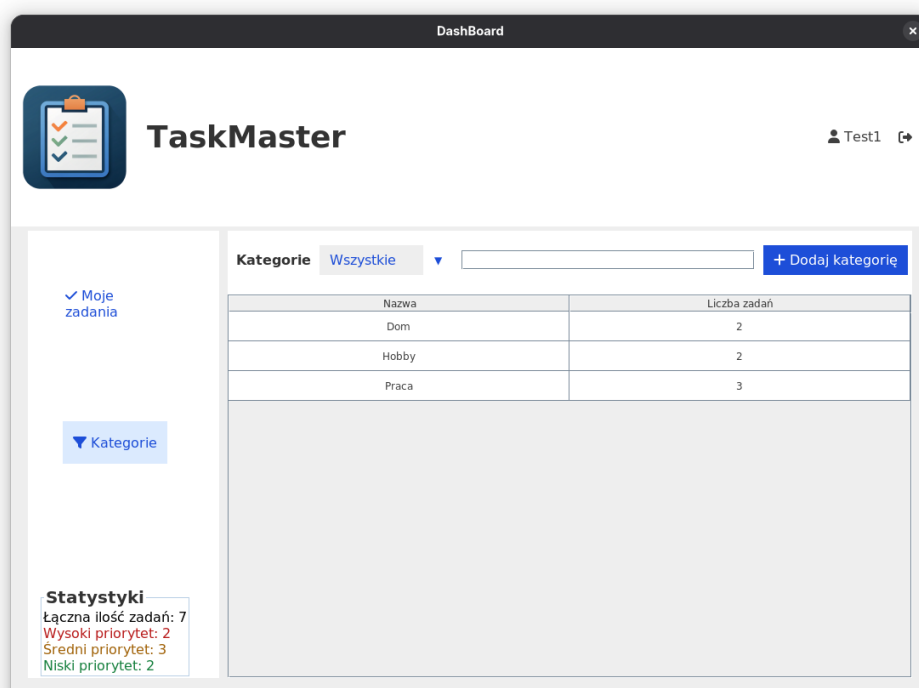 DashBoard
TaskMaster
Test1
Moje
zadania
Kategorie
Statystyki
Łączna ilość zadań: 7
Wysoki priorytet: 2
Średni priorytet: 3
Niski priorytet: 2
Kategorie Wszystkie ▼ + Dodaj kategorię
Nazwa Liczba zadań
Dom 2
Hobby 2
Praca 3